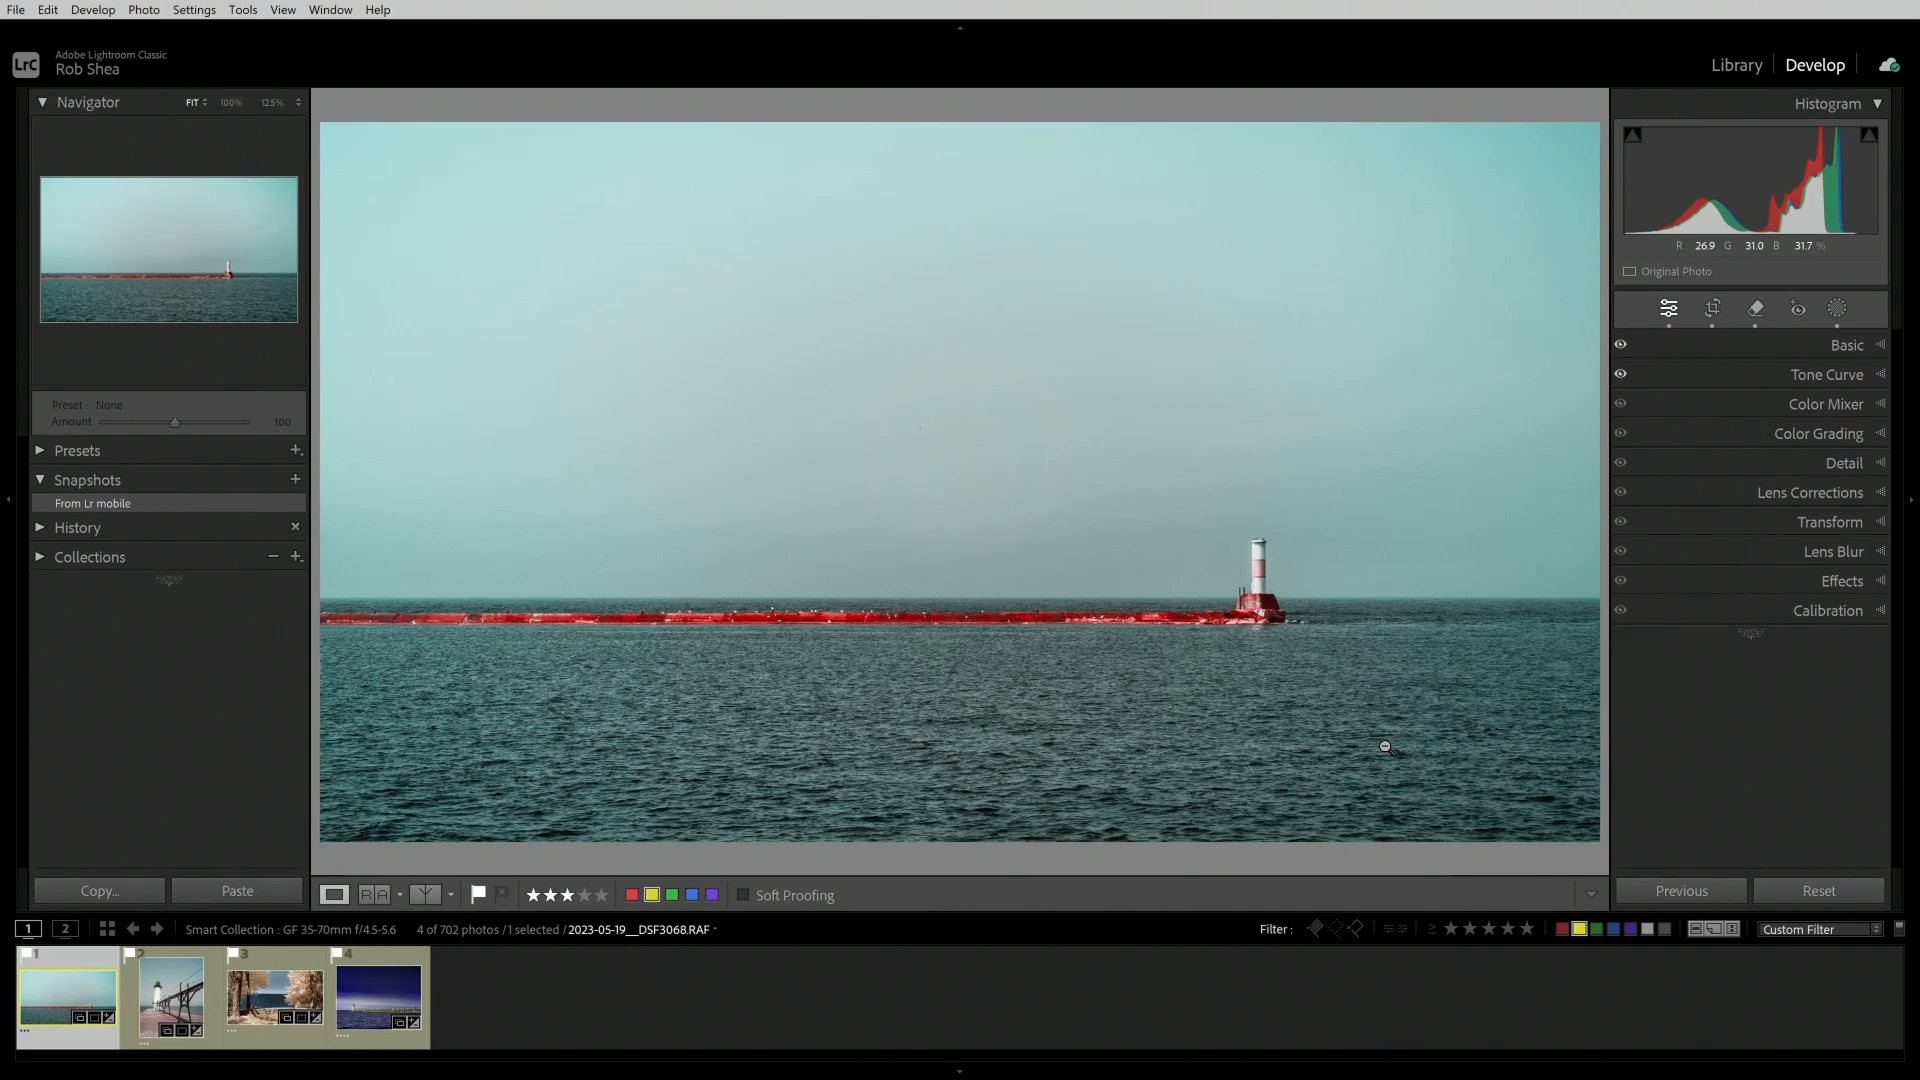 File Edit Develop Photo Settings Tools View Window Help
LrC
Adobe Lightroom Classic
Rob Shea
Library
Develop
Navigator
FIT
100%
12.5%
Preset: None
Amount
100
Presets
Snapshots
From Lr mobile
History
Collections
Copy...
Paste
Histogram
R 26.9 G 31.0 B 31.7 %
Original Photo
Basic
Tone Curve
Color Mixer
Color Grading
Detail
Lens Corrections
Transform
Lens Blur
Effects
Calibration
Previous
Reset
R A
Y
Soft Proofing
1
2
Smart Collection : GF 35-70mm f/4.5-5.6
4 of 702 photos / 1 selected / 2023-05-19__DSF3068.RAF
Filter :
≥
Custom Filter
1
2
3
4